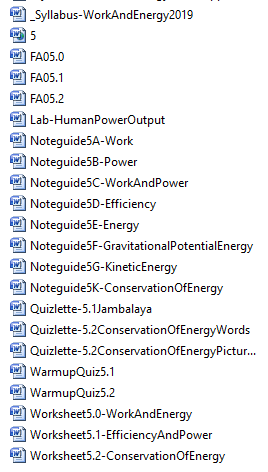 _Syllabus-WorkAndEnergy2019
5
FA05.0
FA05.1
FA05.2
Lab-HumanPowerOutput
Noteguide5A-Work
Noteguide5B-Power
Noteguide5C-WorkAndPower
Noteguide5D-Efficiency
Noteguide5E-Energy
Noteguide5F-GravitationalPotentialEnergy
Noteguide5G-KineticEnergy
Noteguide5K-ConservationOfEnergy
Quizlette-5.1Jambalaya
Quizlette-5.2ConservationOfEnergyWords
Quizlette-5.2ConservationOfEnergyPictur...
WarmupQuiz5.1
WarmupQuiz5.2
Worksheet5.0-WorkAndEnergy
Worksheet5.1-EfficiencyAndPower
Worksheet5.2-ConservationOfEnergy